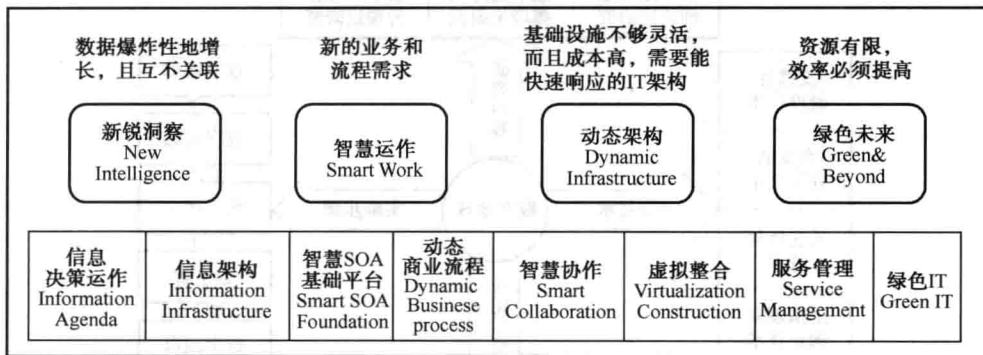 数据爆炸性地增
长，且互不关联
新的业务和
流程需求
基础设施不够灵活，
而且成本高，需要能
快速响应的IT架构
资源有限，
效率必须提高
新锐洞察
New
Intelligence
智慧运作
Smart Work
动态架构
Dynamic
Infrastructure
绿色未来
Green&
Beyond
信息
决策运作
Information
Agenda
信息架构
Information
Infrastructure
智慧SOA
基础平台
Smart SOA
Foundation
动态
商业流程
Dynamic
Business
process
智慧协作
Smart
Collaboration
虚拟整合
Virtualization
Construction
服务管理
Service
Management
绿色IT
Green IT